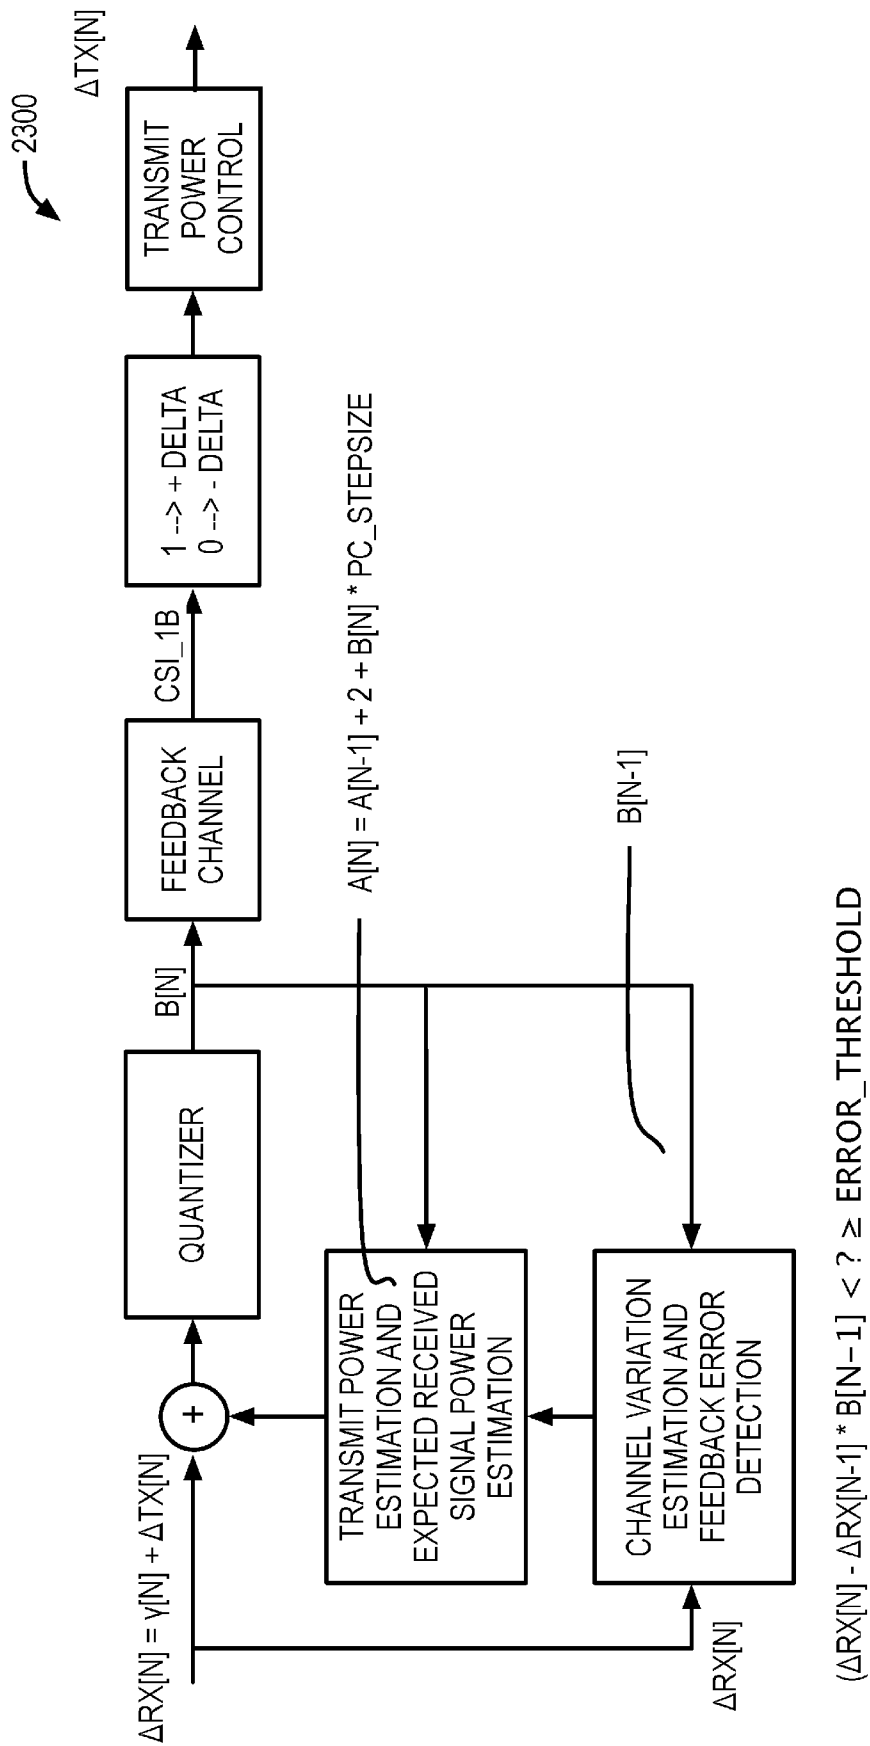 2300
ΔRX[N] = γ[N] + ΔTX[N]
+
QUANTIZER
B[N]
FEEDBACK
CHANNEL
CSI_1B
1 --> + DELTA
0 --> - DELTA
TRANSMIT
POWER
CONTROL
ΔTX[N]
TRANSMIT POWER
ESTIMATION AND
EXPECTED RECEIVED
SIGNAL POWER
ESTIMATION
A[N] = A[N-1] + 2 + B[N] * PC_STEPSIZE
CHANNEL VARIATION
ESTIMATION AND
FEEDBACK ERROR
DETECTION
B[N-1]
ΔRX[N]
(ΔRX[N] - ΔRX[N-1] * B[N−1] < ? ≥ ERROR_THRESHOLD